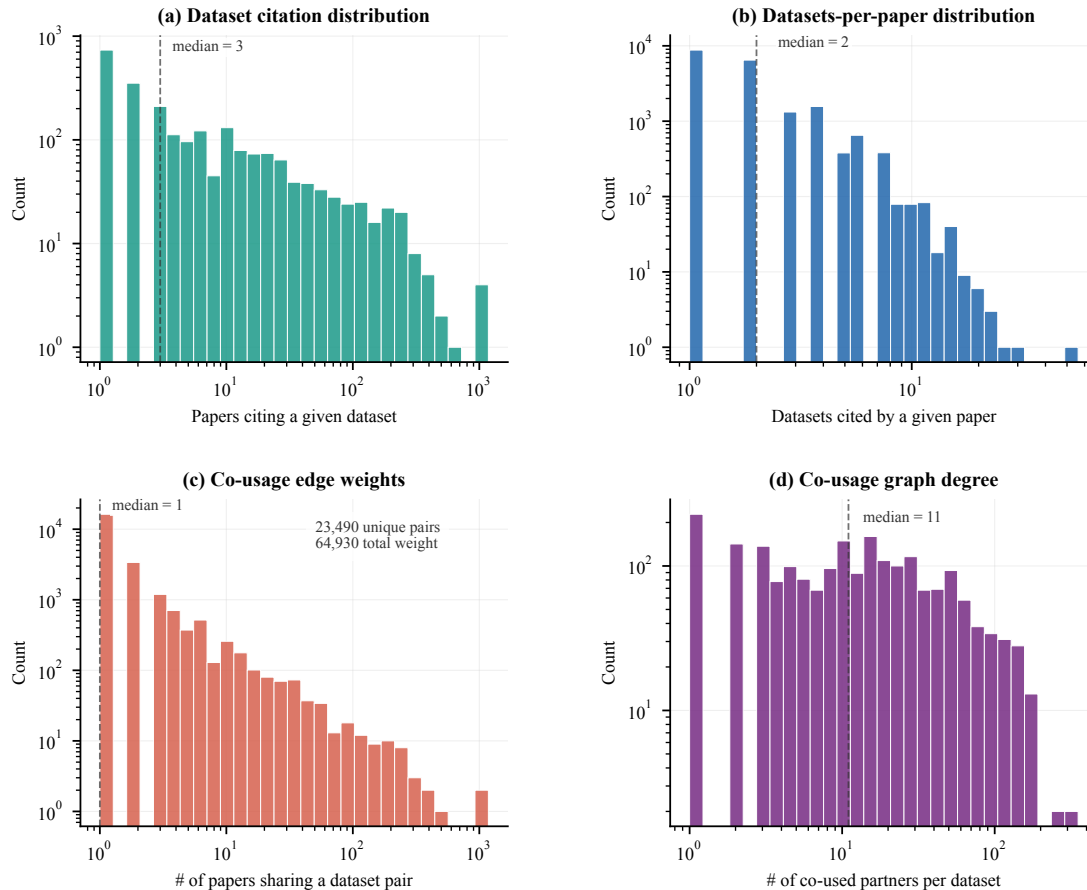 (a) Dataset citation distribution
median = 3
10³
10²
10¹
10⁰
Count
10⁰ 10¹ 10² 10³
Papers citing a given dataset
(b) Datasets-per-paper distribution
median = 2
10⁴
10³
10²
10¹
10⁰
Count
10⁰ 10¹
Datasets cited by a given paper
(c) Co-usage edge weights
median = 1
23,490 unique pairs
64,930 total weight
10⁴
10³
10²
10¹
10⁰
Count
10⁰ 10¹ 10² 10³
# of papers sharing a dataset pair
(d) Co-usage graph degree
median = 11
10²
10¹
Count
10⁰ 10¹ 10²
# of co-used partners per dataset